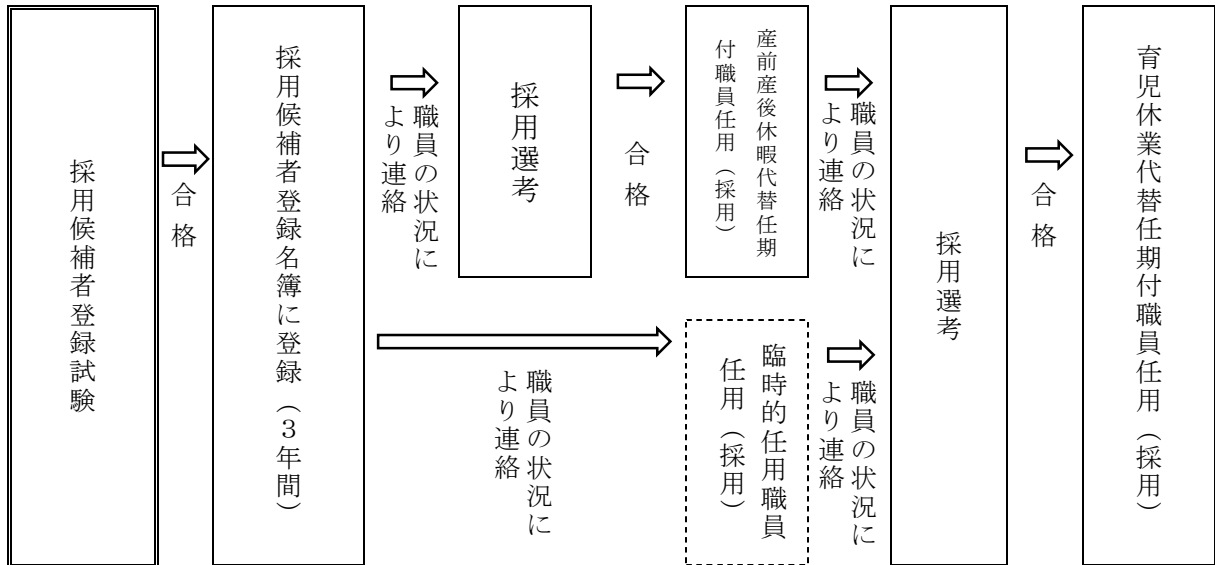 採用候補者登録試験
合格
採用候補者登録名簿に登録（３年間）
職員の状況に
より連絡
採用選考
合格
産前産後休暇代替任期
付職員任用（採用）
職員の状況に
より連絡
職員の状況に
より連絡
臨時的任用職員
任用（採用）
職員の状況に
より連絡
採用選考
合格
育児休業代替任期付職員任用（採用）